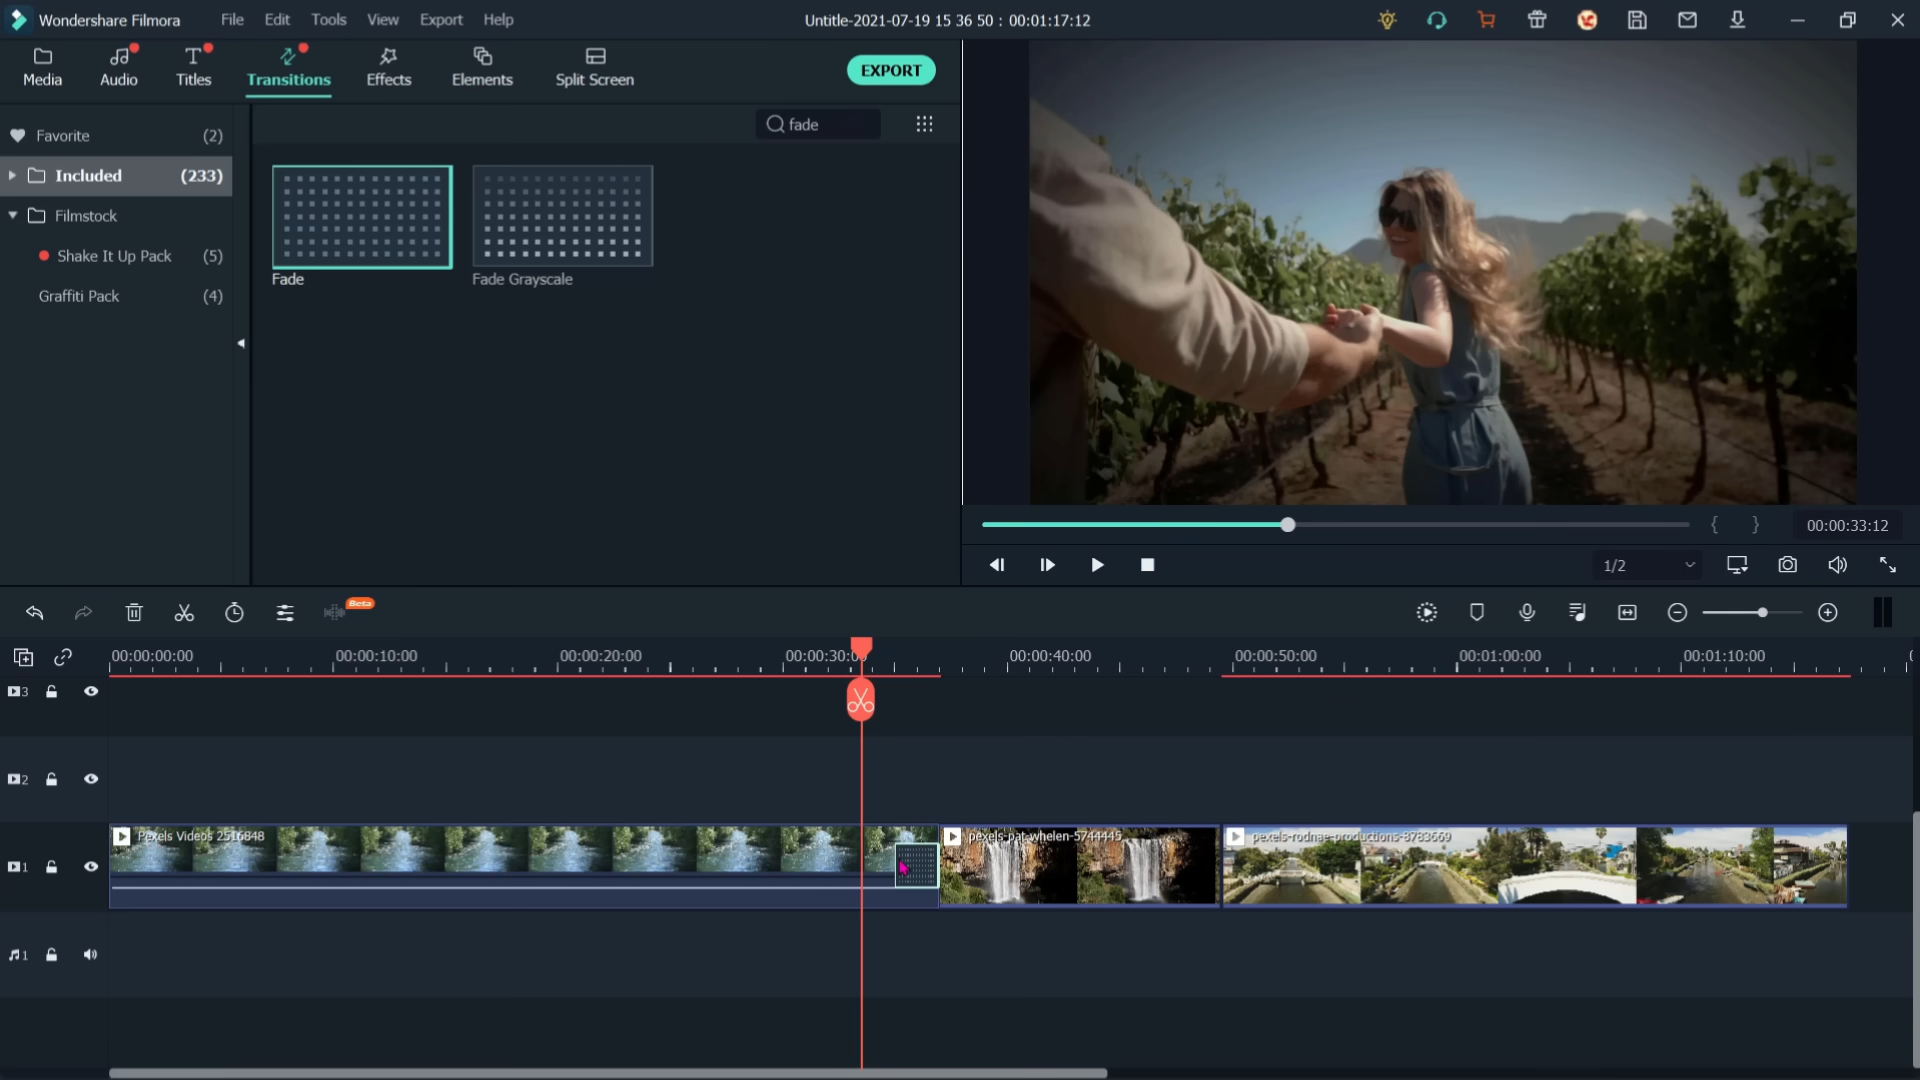 Wondershare Filmora
File Edit Tools View Export Help
Untitle-2021-07-19 15 36 50 : 00:01:17:12
Media Audio Titles Transitions Effects Elements Split Screen
EXPORT
Favorite (2)
fade
Included (233)
Filmstock
Shake It Up Pack (5)
Graffiti Pack (4)
Fade Fade Grayscale
{ } 00:00:33:12
1/2
Beta
00:00:00:00 00:00:10:00 00:00:20:00 00:00:30:0 00:00:40:00 00:00:50:00 00:01:00:00 00:01:10:00
3
2
Pexels Videos 2516848 pexels-pat-whelen-5744445 pexels-rodnae-productions-8783669
1
1